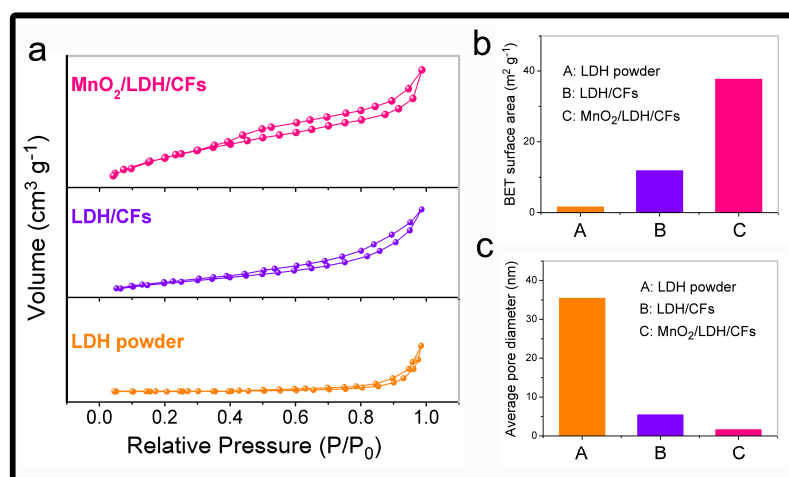 a
MnO₂/LDH/CFs
LDH/CFs
LDH powder
Volume (cm³ g⁻¹)
0.0 0.2 0.4 0.6 0.8 1.0
Relative Pressure (P/P₀)
b
BET surface area (m² g⁻¹)
40
20
0
A: LDH powder
B: LDH/CFs
C: MnO₂/LDH/CFs
A B C
c
Average pore diameter (nm)
40
30
20
10
0
A: LDH powder
B: LDH/CFs
C: MnO₂/LDH/CFs
A B C